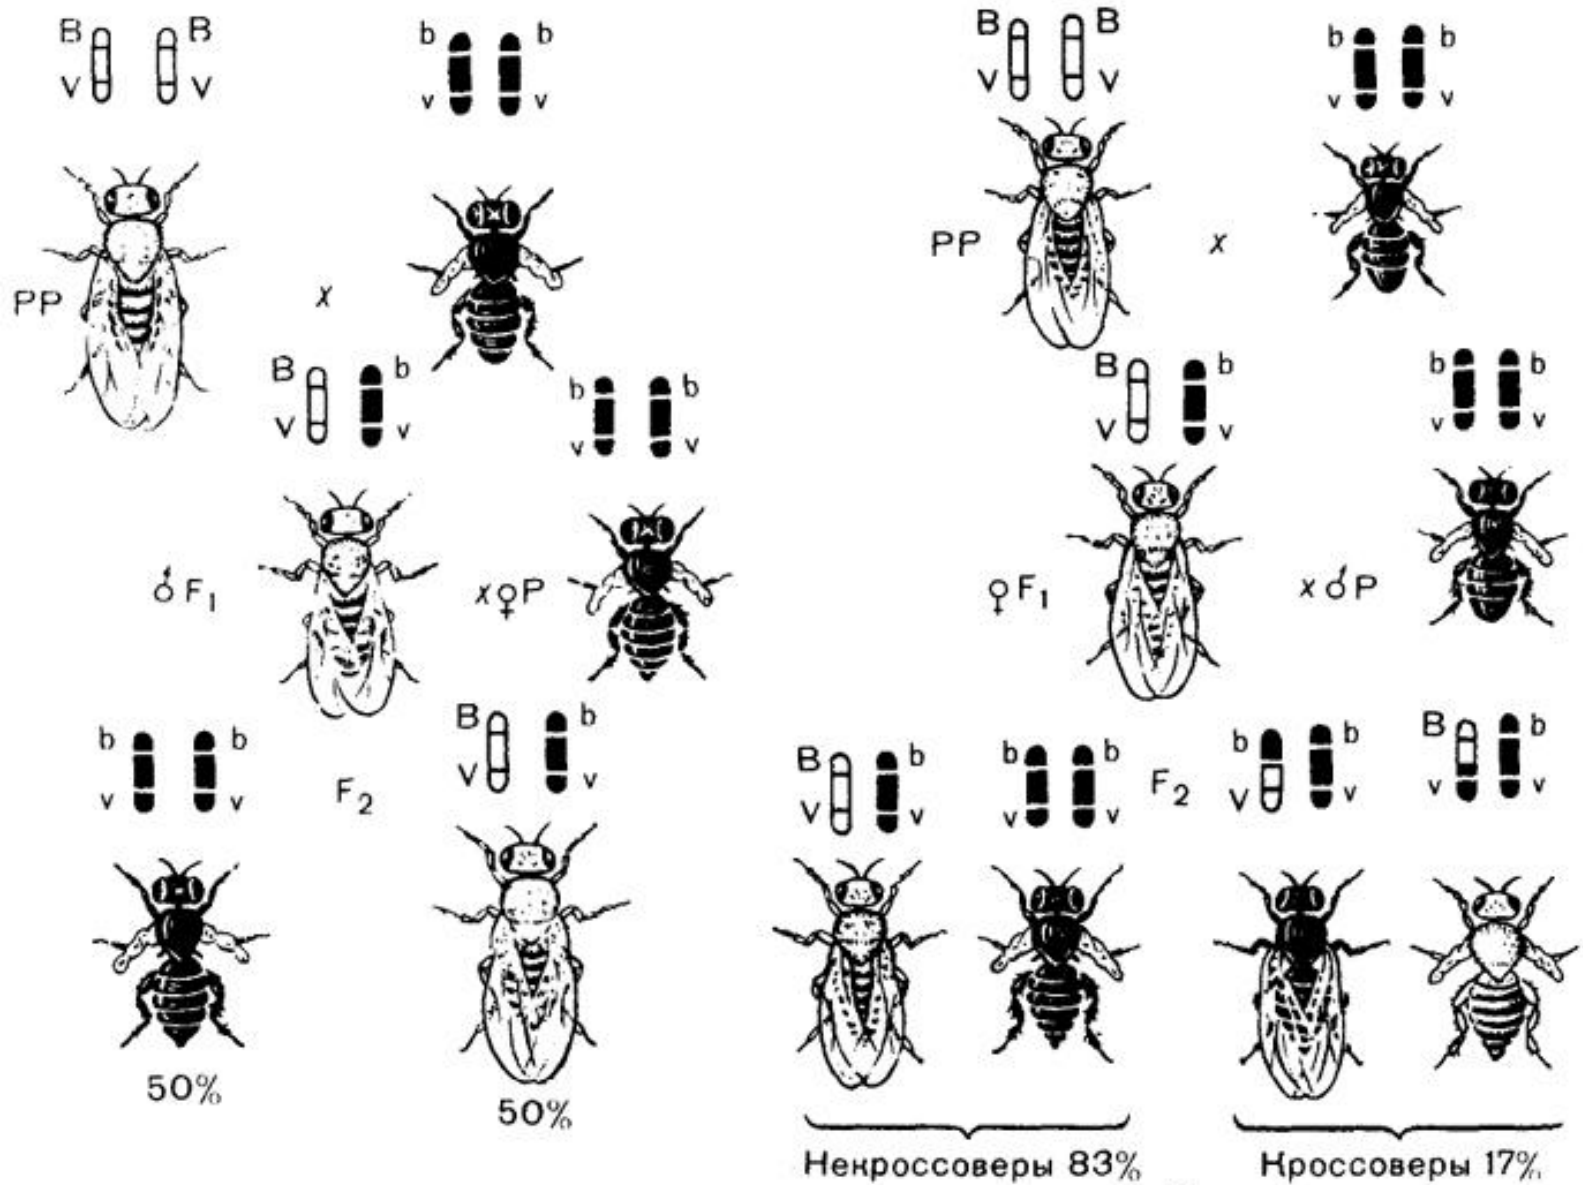 B B b b
V V v v
PP x
B b b b
V v v v
♂ F1 x ♀ P
b b F2 B b
v v V v
50% 50%
B B b b
V V v v
PP x
B b b b
V v v v
♀ F1 x ♂ P
B b b b F2 b b B b
V v v v V v v v
Некроссоверы 83% Кроссоверы 17%